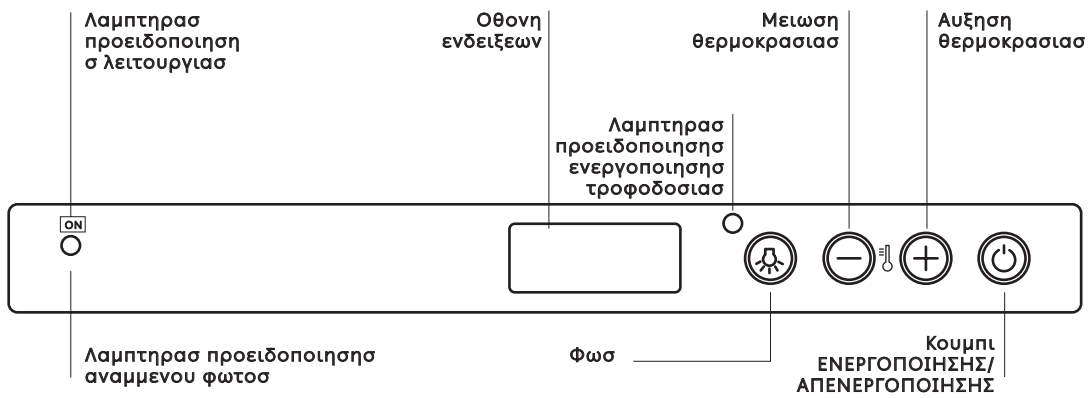 Λαμπτηρασ
προειδοποιηση
σ λειτουργιασ
Οθονη
ενδειξεων
Μειωση
θερμοκρασιασ
Αυξηση
θερμοκρασιασ
Λαμπτηρασ
προειδοποιησησ
ενεργοποιησησ
τροφοδοσιασ
ON
Λαμπτηρασ προειδοποιησησ
αναμμενου φωτοσ
Φωσ
Κουμπι
ΕΝΕΡΓΟΠΟΙΗΣΗΣ/
ΑΠΕΝΕΡΓΟΠΟΙΗΣΗΣ